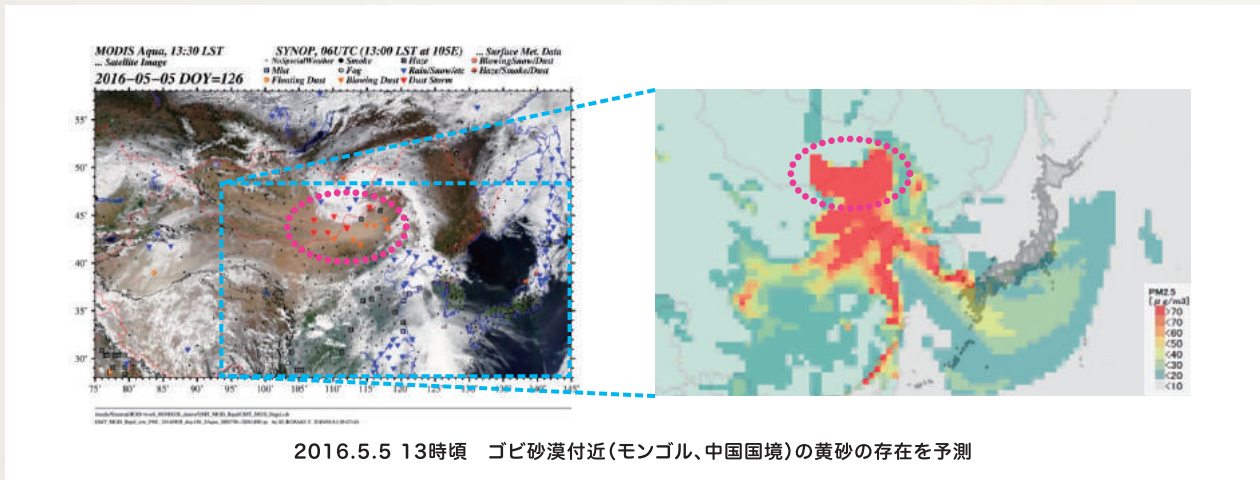 MODIS Aqua, 13:30 LST
... Satellite Image
2016-05-05 DOY=126
SYNOP, 06UTC (13:00 LST at 105E)
... Surface Met. Data
NoSpecialWeather Smoke Haze BlowingSnow/Dust
Mist Fog Rain/Snow/etc Haze/Smoke/Dust
Floating Dust Blowing Dust Dust Storm
55°
50°
45°
40°
35°
30°
75 80 85 90 95 100 105 110 115 120
PM2.5
[μg/m3]
>70
<70
<60
<50
<40
<30
<20
<10
2016.5.5 13時頃　ゴビ砂漠付近（モンゴル、中国国境）の黄砂の存在を予測